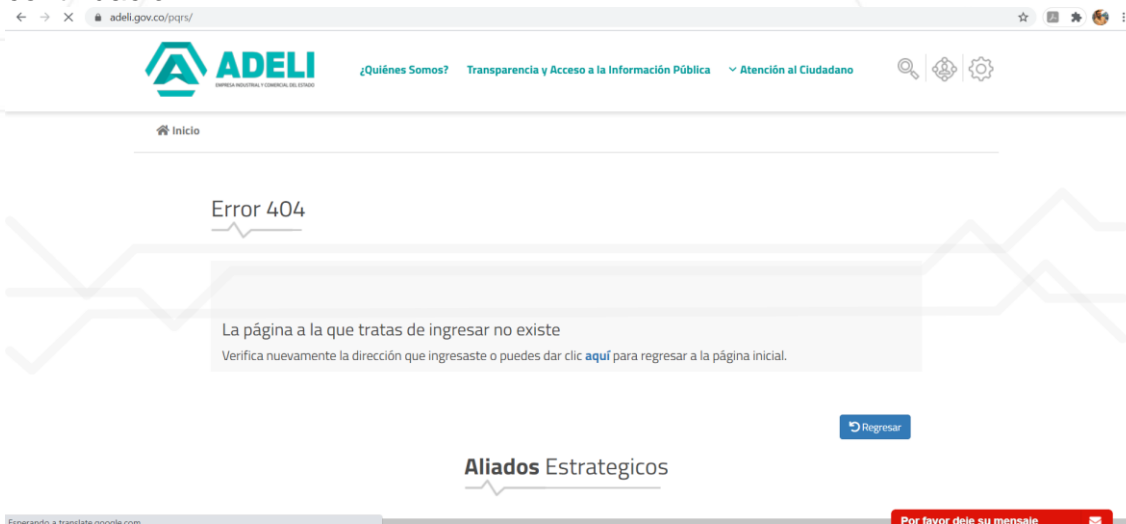 adeli.gov.co/pqrs/
ADELI
EMPRESA INDUSTRIAL Y COMERCIAL DEL ESTADO
¿Quiénes Somos? Transparencia y Acceso a la Información Pública Atención al Ciudadano
Inicio
Error 404
La página a la que tratas de ingresar no existe
Verifica nuevamente la dirección que ingresaste o puedes dar clic aquí para regresar a la página inicial.
Regresar
Aliados Estrategicos
Esperando a translate.google.com
Por favor deje su mensaje